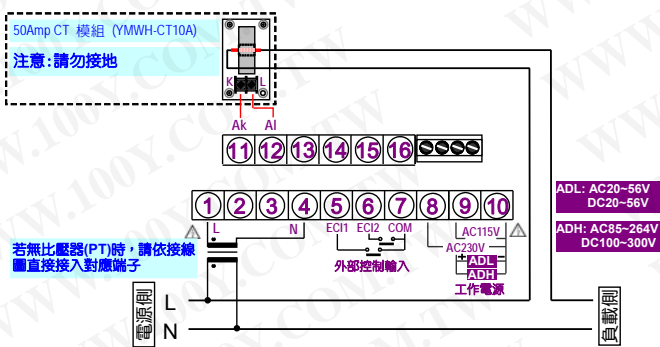 50Amp CT 模組 (YMWH-CT10A)
注意:請勿接地
K L
Ak Al
11 12 13 14 15 16
1 2 3 4 5 6 7 8 9 10
L N ECI1 ECI2 COM AC115V
AC230V
ADL
ADH
外部控制輸入
工作電源
ADL: AC20~56V
DC20~56V
ADH: AC85~264V
DC100~300V
若無比壓器(PT)時，請依接線
圖直接接入對應端子
電源側
L
N
負載側
WWW.100Y.COM.TW